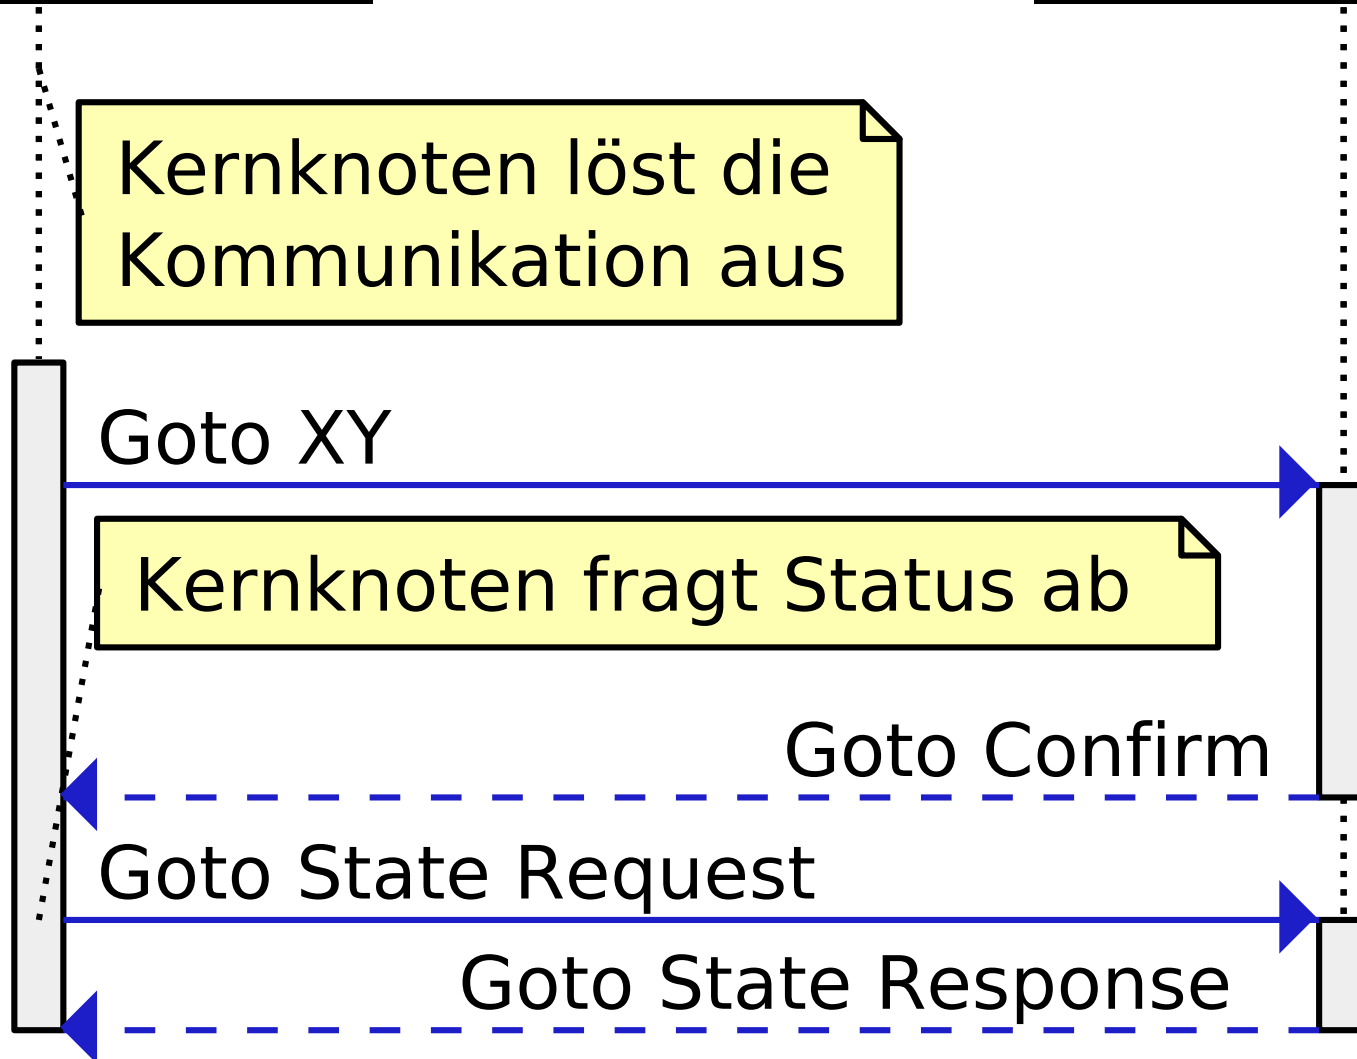 Kernknoten löst die
Kommunikation aus
Goto XY
Kernknoten fragt Status ab
Goto Confirm
Goto State Request
Goto State Response